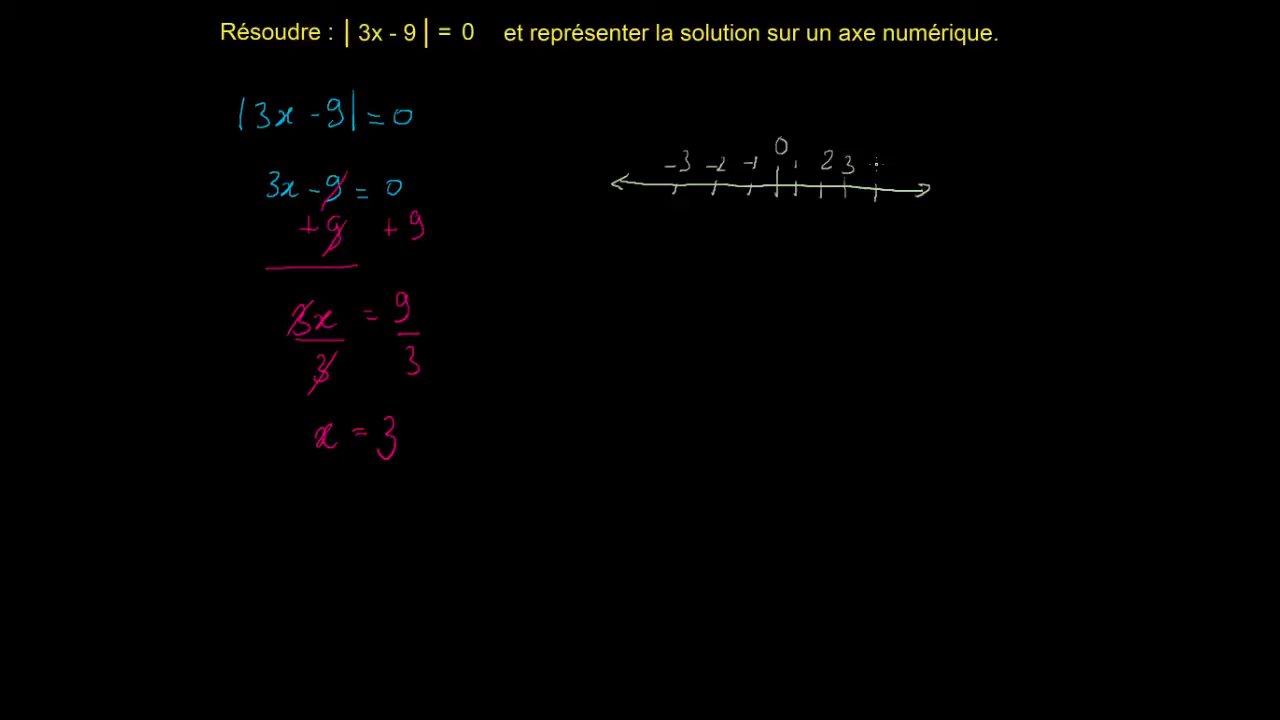 Résoudre : | 3x - 9 | = 0 et représenter la solution sur un axe numérique.
|3x - 9| = 0
3x - 9 = 0
+ 9 + 9
3x = 9
3 3
x = 3
0
-3 -2 -1 2 3